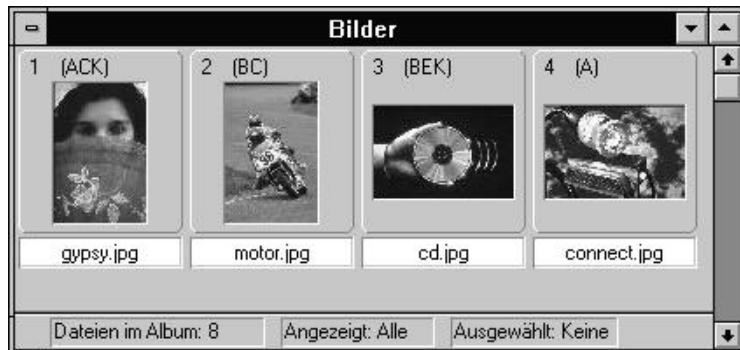 Bilder
1 (ACK) 2 (BC) 3 (BEK) 4 (A)
gypsy.jpg motor.jpg cd.jpg connect.jpg
Dateien im Album: 8 Angezeigt: Alle Ausgewählt: Keine